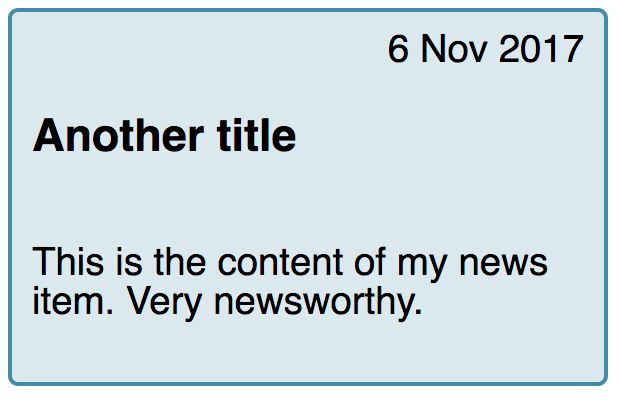 6 Nov 2017
Another title
This is the content of my news
item. Very newsworthy.